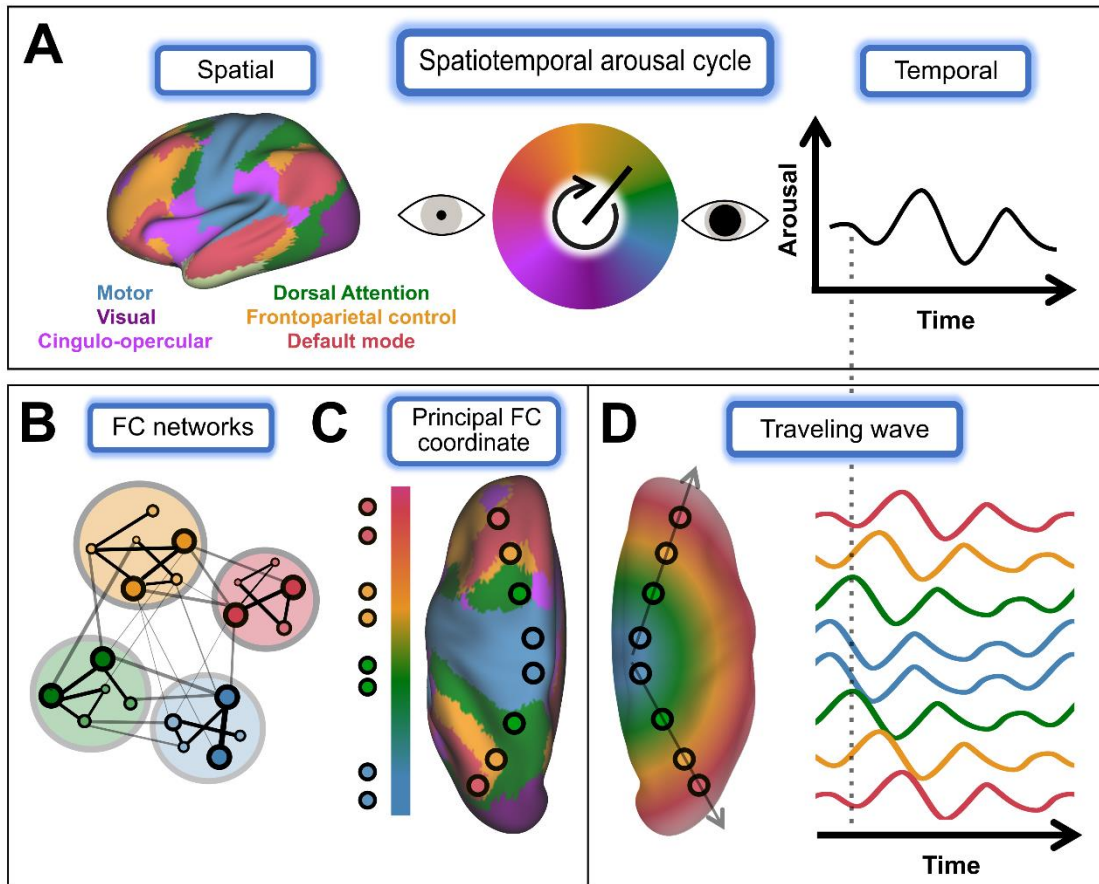 A
Spatial
Spatiotemporal arousal cycle
Temporal
Arousal
Time
Motor
Visual
Cingulo-opercular
Dorsal Attention
Frontoparietal control
Default mode
B
FC networks
C
Principal FC
coordinate
D
Traveling wave
Time